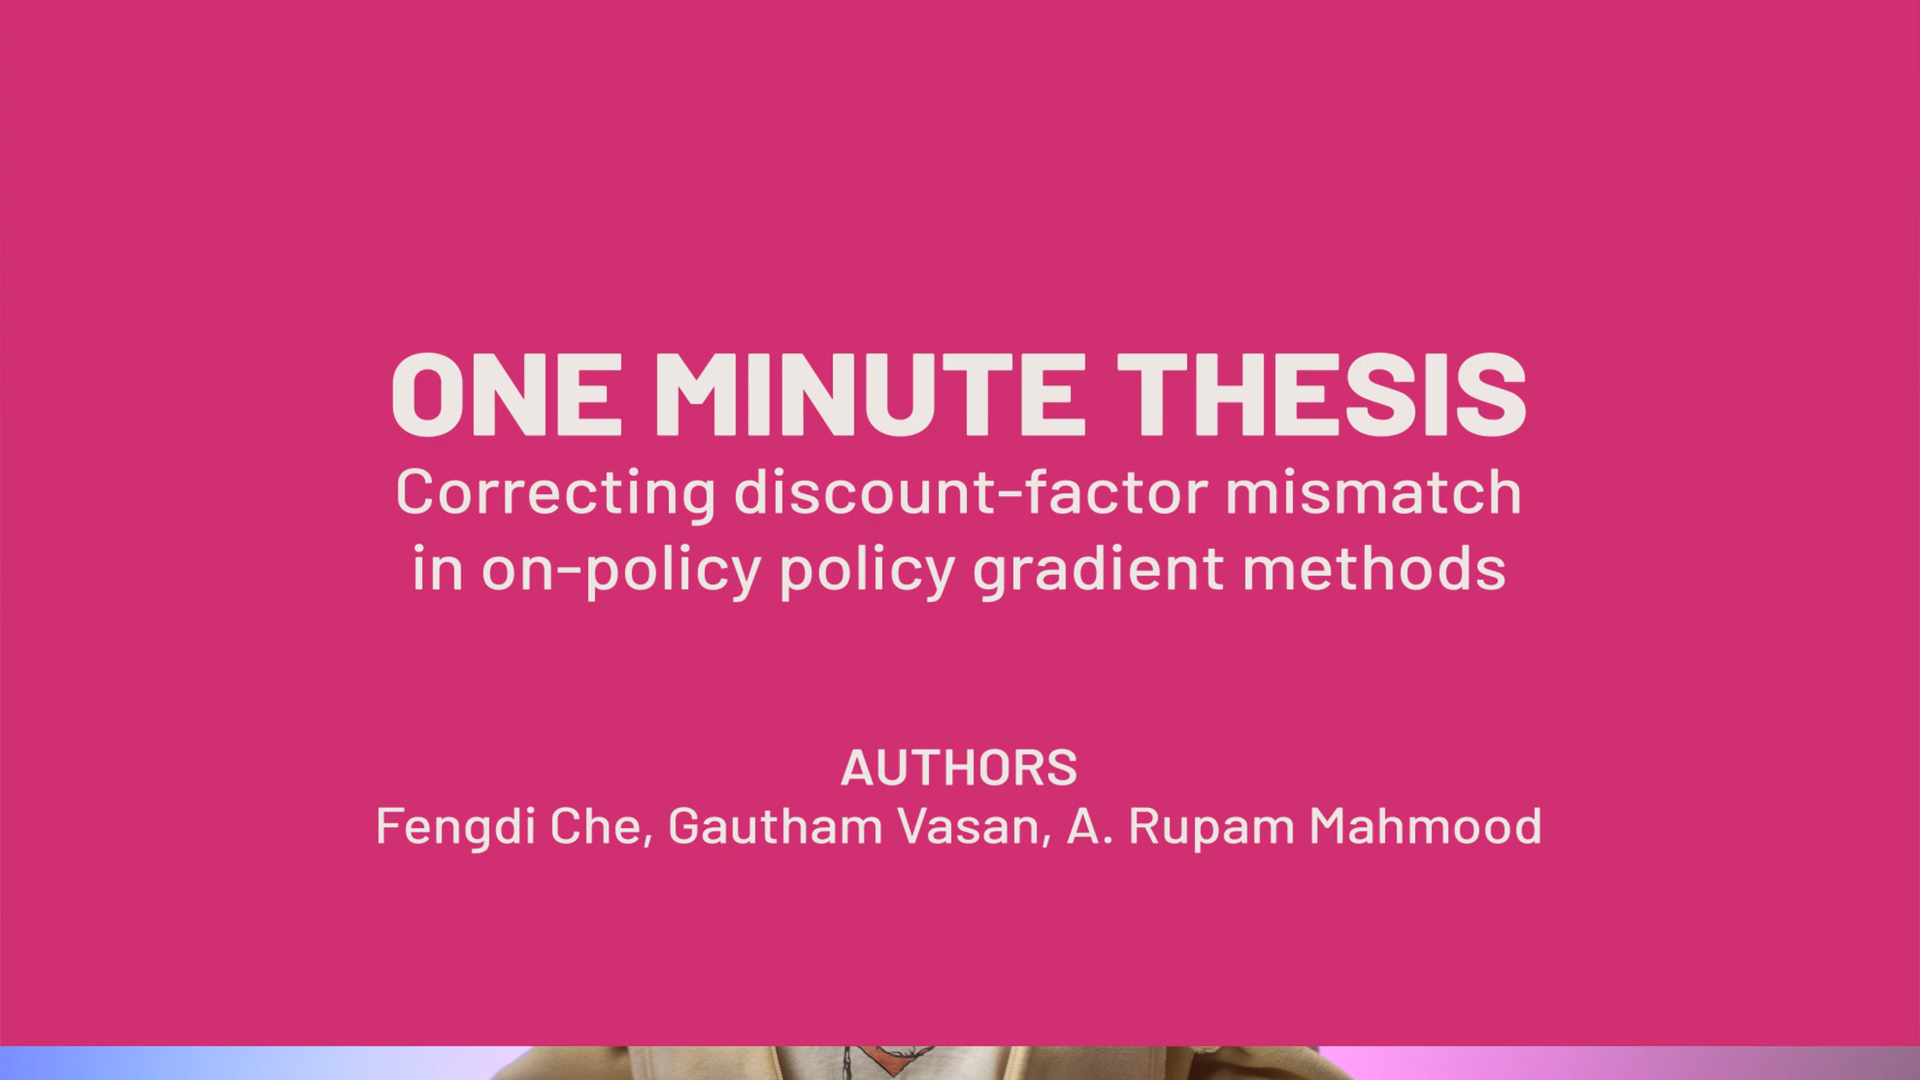 ONE MINUTE THESIS
Correcting discount-factor mismatch
in on-policy policy gradient methods
AUTHORS
Fengdi Che, Gautham Vasan, A. Rupam Mahmood